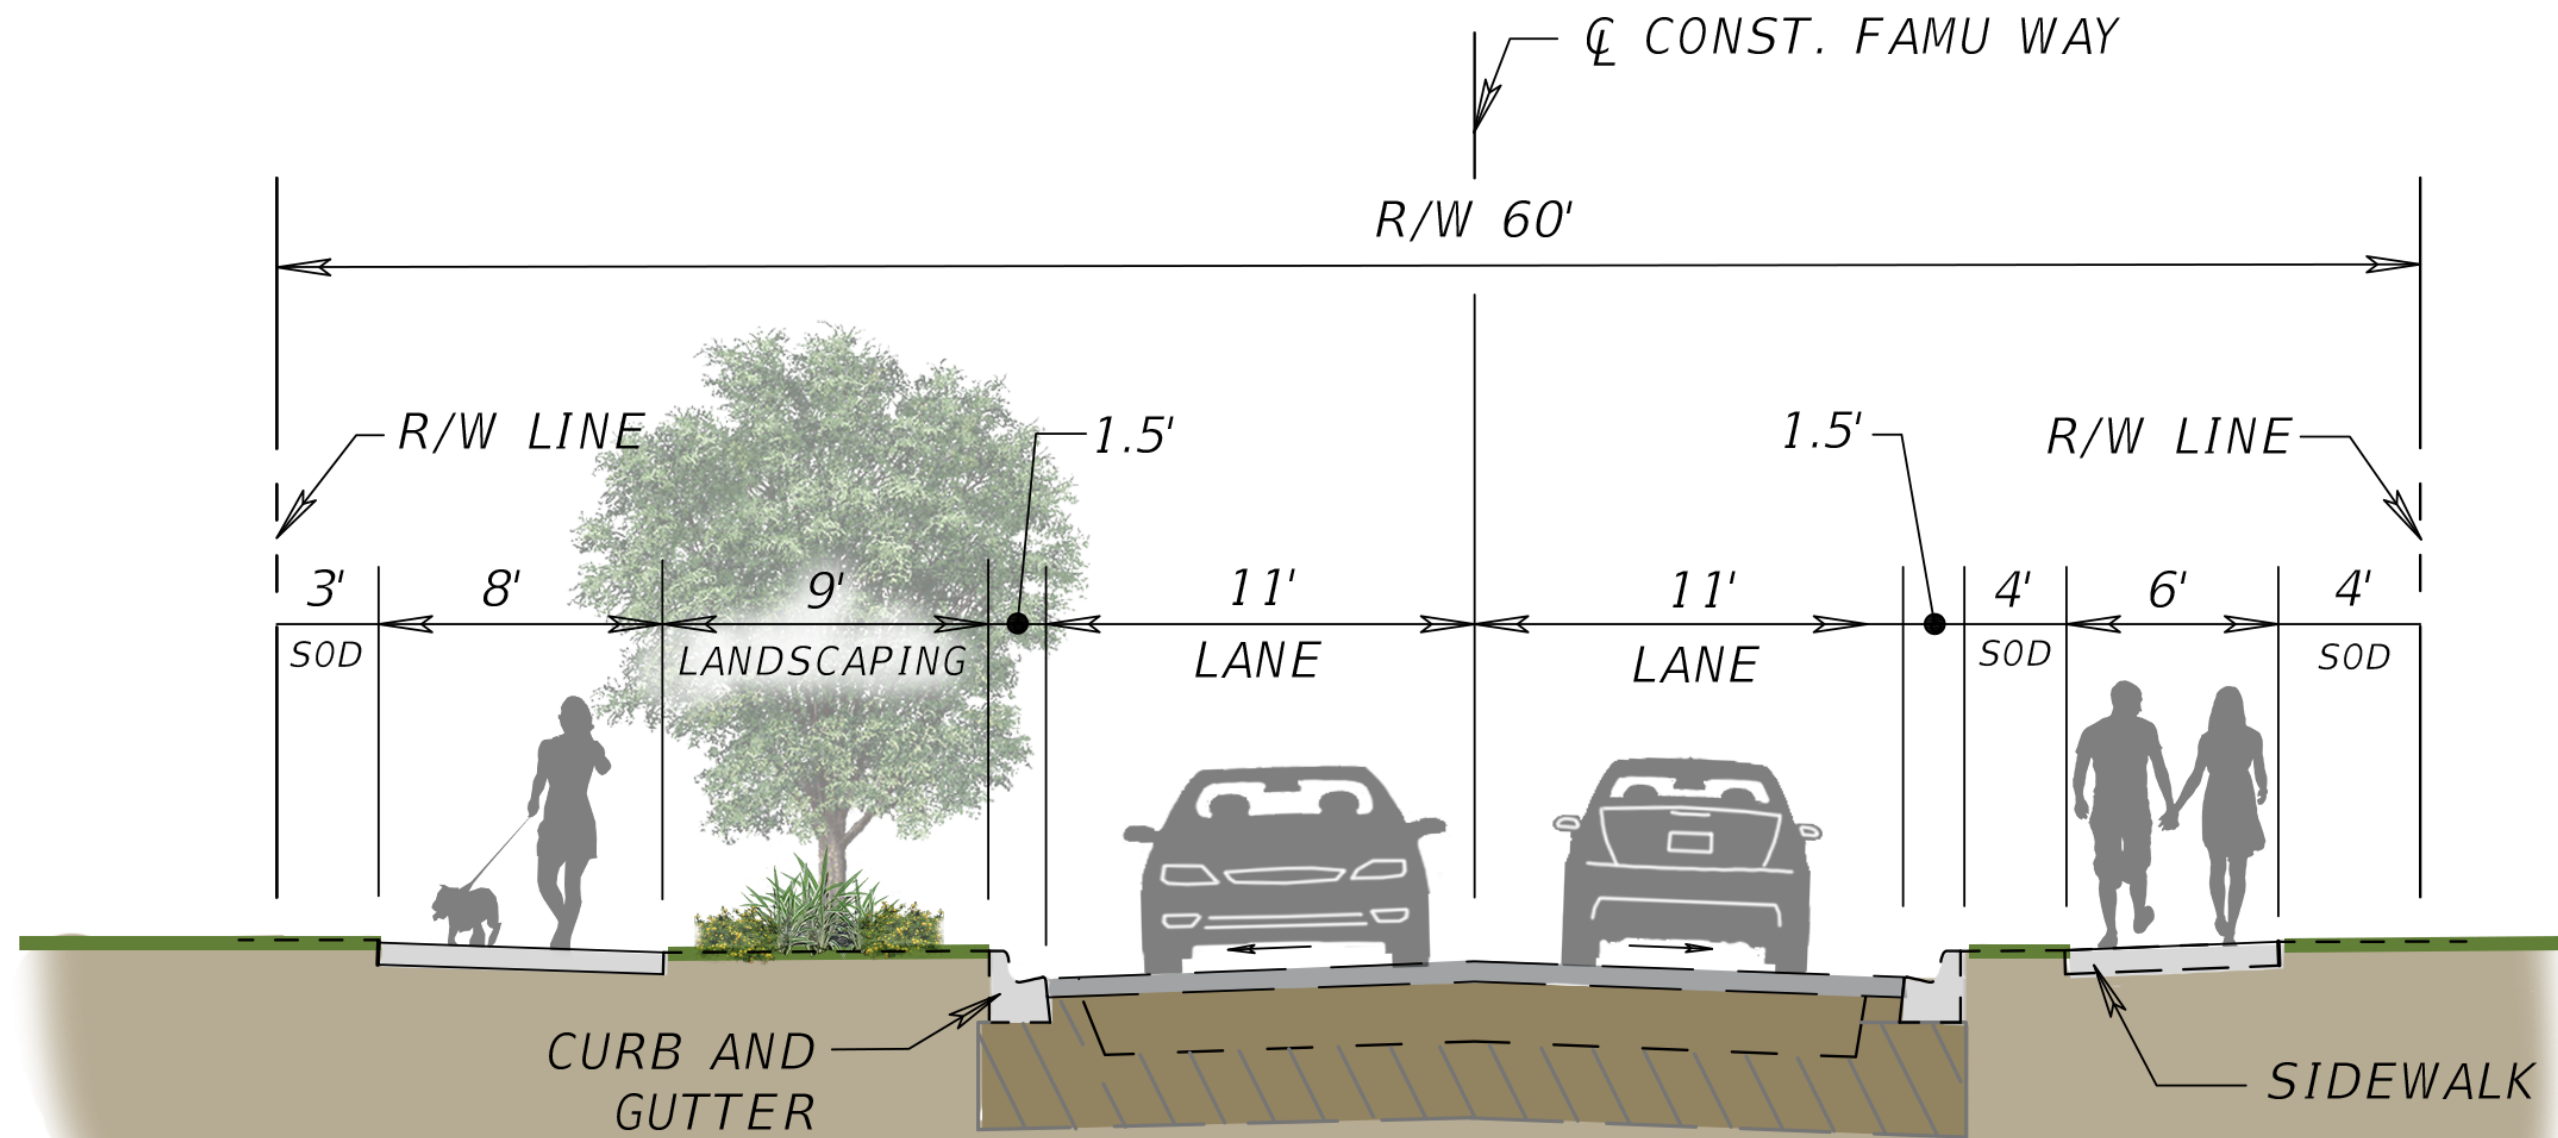 ℄ CONST. FAMU WAY
R/W 60'
R/W LINE
1.5'
1.5'
R/W LINE
3'
8'
9'
11'
11'
4'
6'
4'
SOD
LANDSCAPING
LANE
LANE
SOD
SOD
CURB AND
GUTTER
SIDEWALK